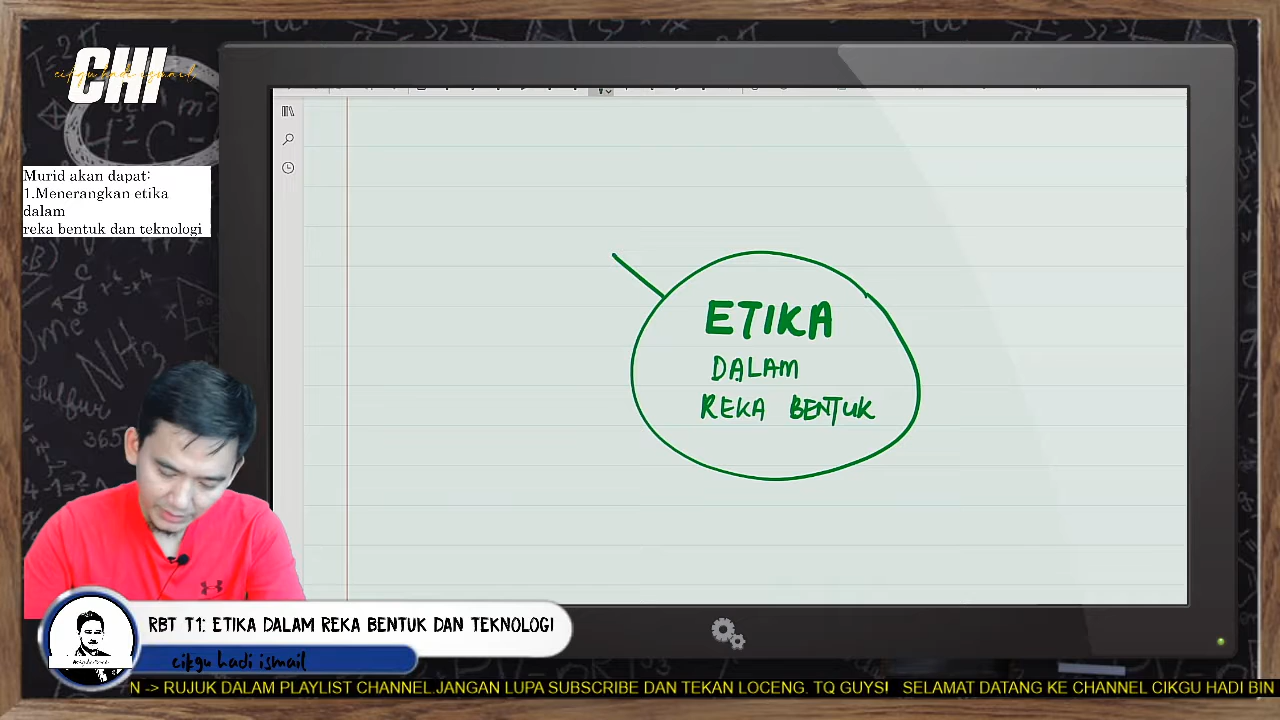 CHI
cikgu hadi ismail
Murid akan dapat:
1.Menerangkan etika
dalam
reka bentuk dan teknologi
ETIKA
DALAM
REKA BENTUK
RBT T1: ETIKA DALAM REKA BENTUK DAN TEKNOLOGI
cikgu hadi ismail
N -> RUJUK DALAM PLAYLIST CHANNEL.JANGAN LUPA SUBSCRIBE DAN TEKAN LOCENG. TQ GUYS!   SELAMAT DATANG KE CHANNEL CIKGU HADI BIN